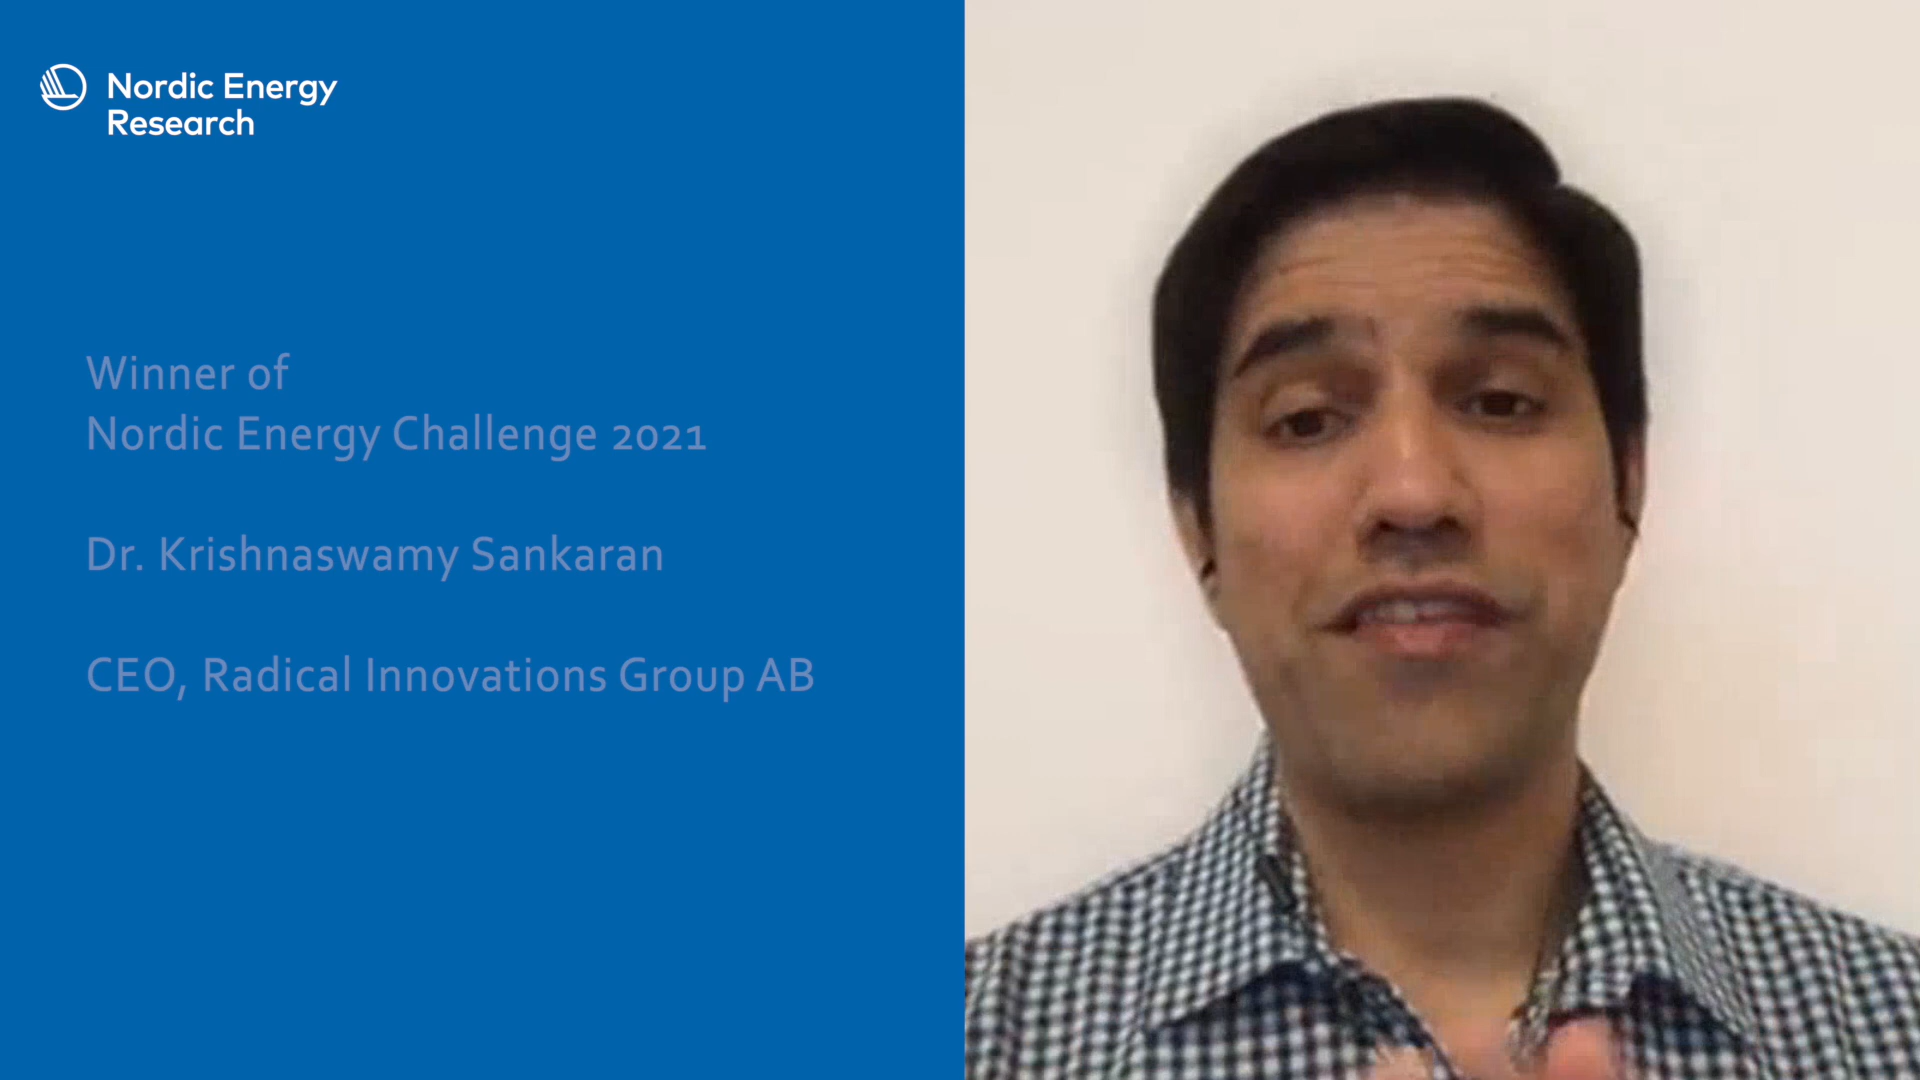 Nordic Energy
Research
Winner of
Nordic Energy Challenge 2021
Dr. Krishnaswamy Sankaran
CEO, Radical Innovations Group AB